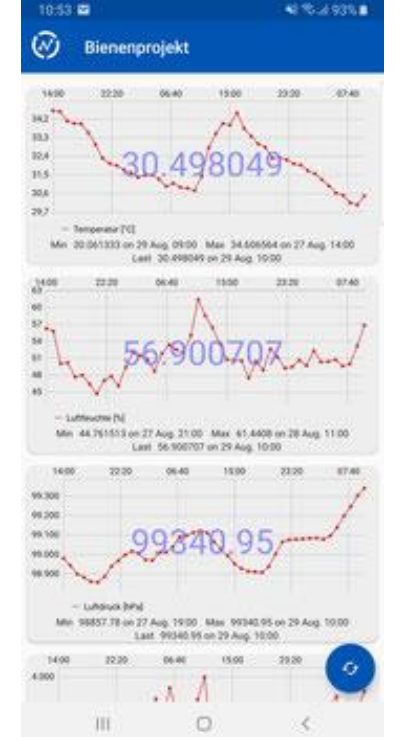 10:53 93%
Bienenprojekt
14:00 22:20 06:40 15:00 23:20 07:40
34,2
33,3
32,4
31,5
30,6
29,7
30.498049
Temperatur [°C]
Min 30.061333 on 29 Aug, 09:00 Max 34.606564 on 27 Aug. 14:00
Last 30.498049 on 29 Aug. 10:00
14:00 22:20 06:40 15:00 23:20 07:40
63
60
57
54
51
48
45
56.900707
Luftfeuchte [%]
Min 44.761513 on 27 Aug. 21:00 Max 61.4408 on 28 Aug. 11:00
Last 56.900707 on 29 Aug. 10:00
14:00 22:20 06:40 15:00 23:20 07:40
99.300
99.200
99.100
99.000
98.900
99340.95
Luftdruck [hPa]
Min 98857.78 on 27 Aug. 19:00 Max 99340.95 on 29 Aug. 10:00
Last 99340.95 on 29 Aug. 10:00
14:00 22:20 06:40 15:00 23:20
4.000